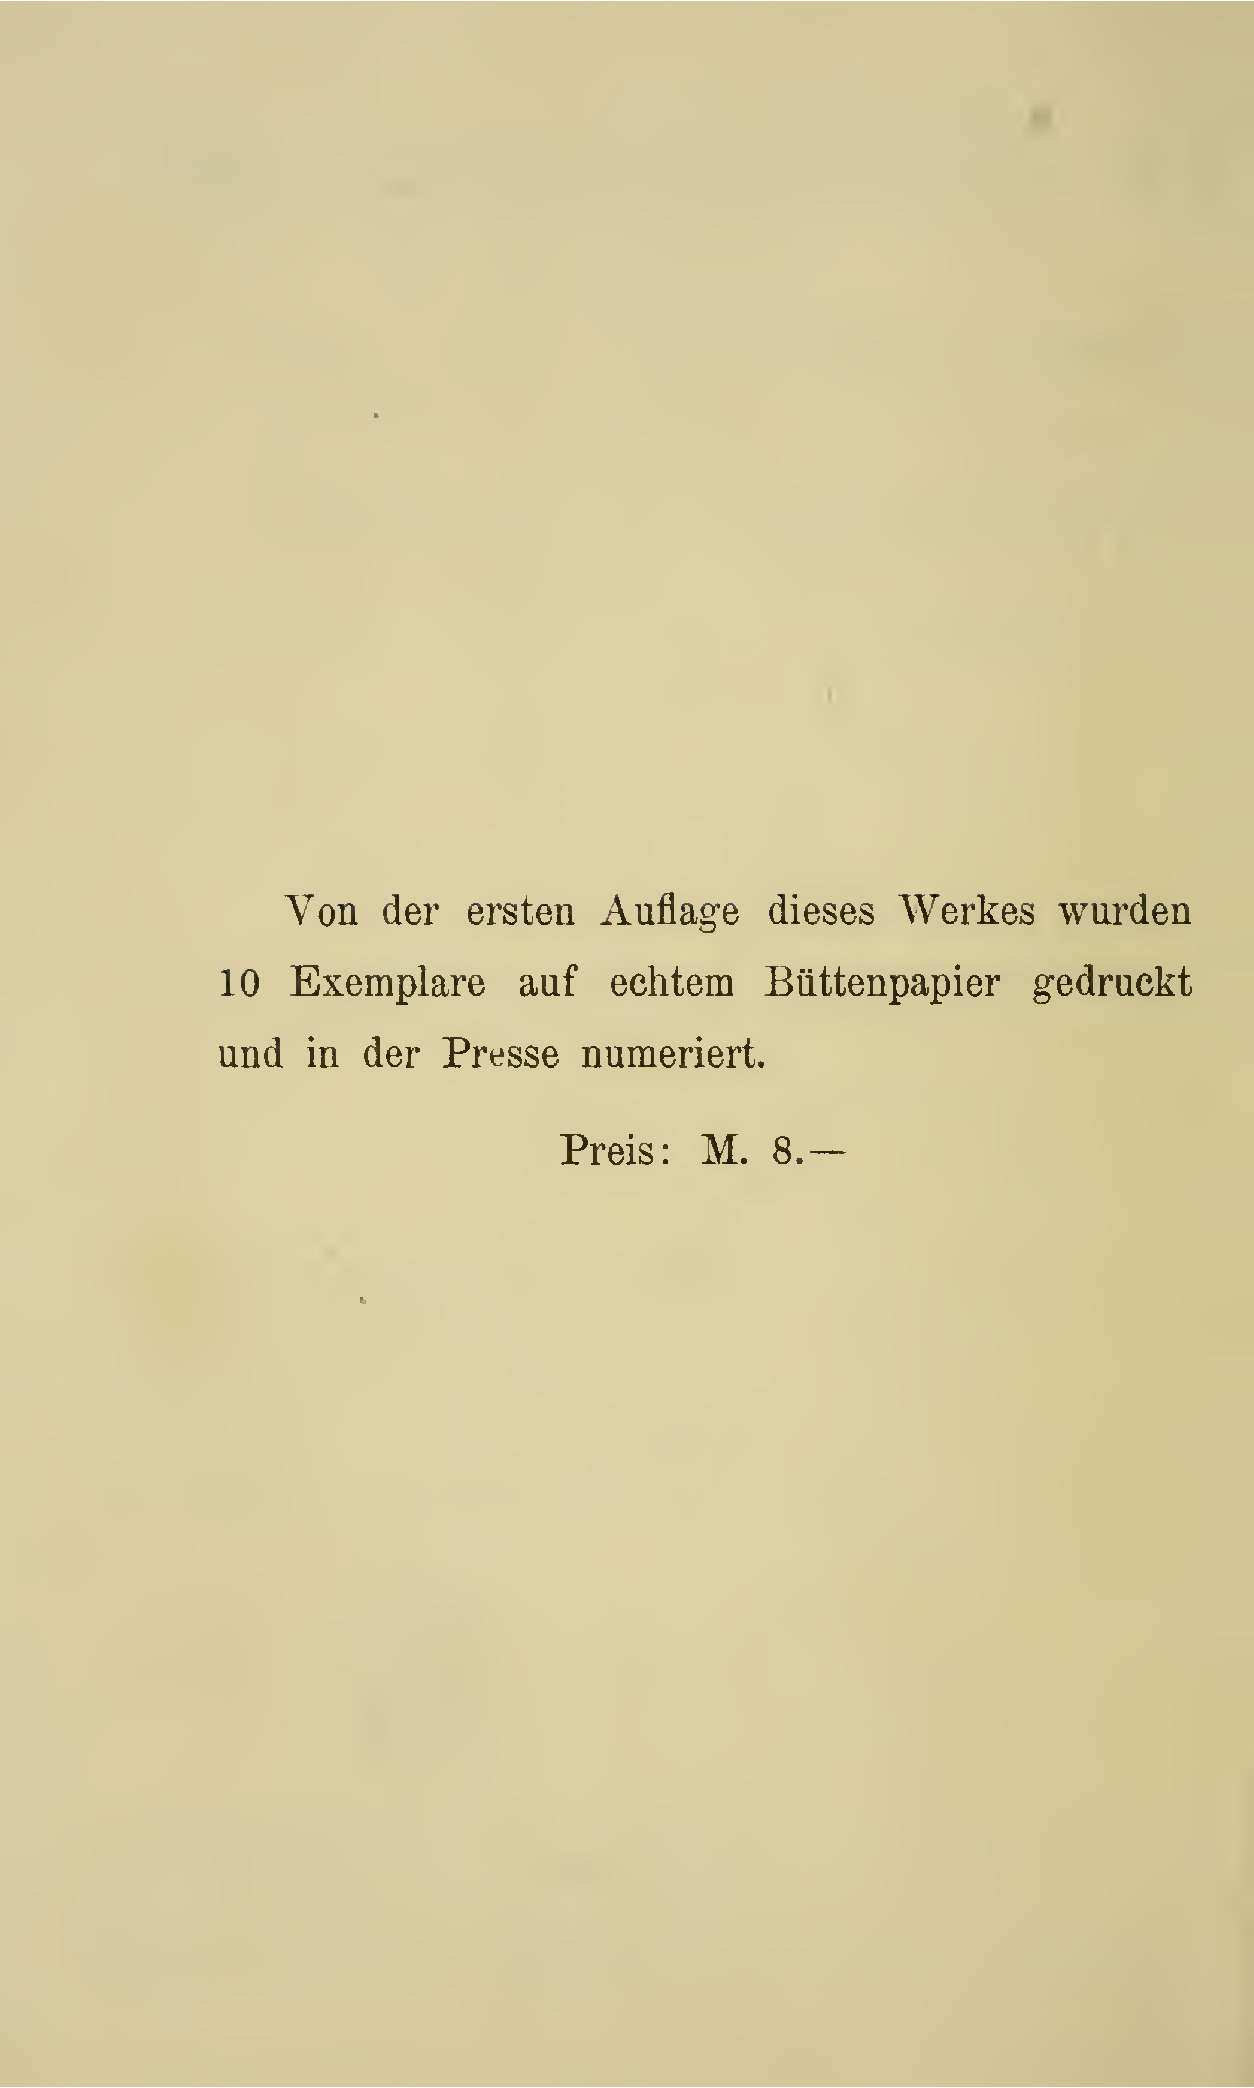 Von der ersten Auflage dieses Werkes wurden
10 Exemplare auf echtem Büttenpapier gedruckt
und in der Presse numeriert.
Preis: M. 8.—